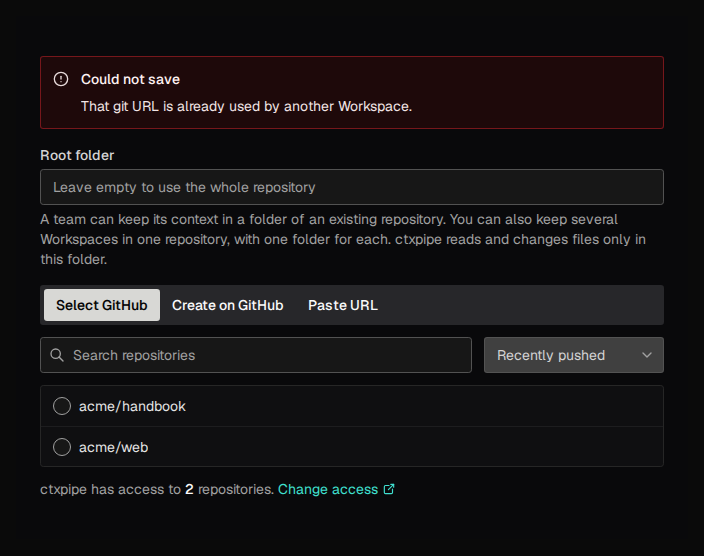 Could not save
That git URL is already used by another Workspace.
Root folder
Leave empty to use the whole repository
A team can keep its context in a folder of an existing repository. You can also keep several
Workspaces in one repository, with one folder for each. ctxpipe reads and changes files only in
this folder.
Select GitHub Create on GitHub Paste URL
Search repositories Recently pushed
acme/handbook
acme/web
ctxpipe has access to 2 repositories. Change access